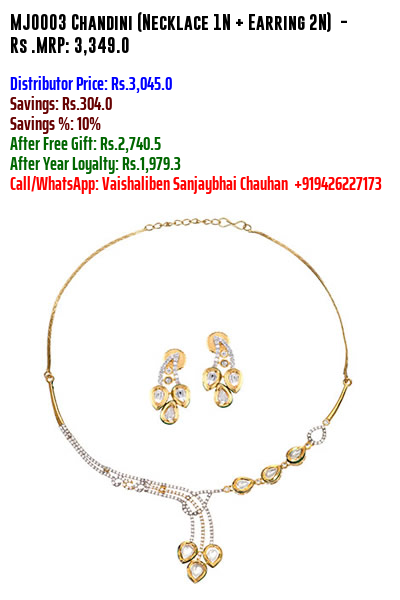 MJ0003 Chandini (Necklace 1N + Earring 2N) -
Rs .MRP: 3,349.0
Distributor Price: Rs.3,045.0
Savings: Rs.304.0
Savings %: 10%
After Free Gift: Rs.2,740.5
After Year Loyalty: Rs.1,979.3
Call/WhatsApp: Vaishaliben Sanjaybhai Chauhan +919426227173